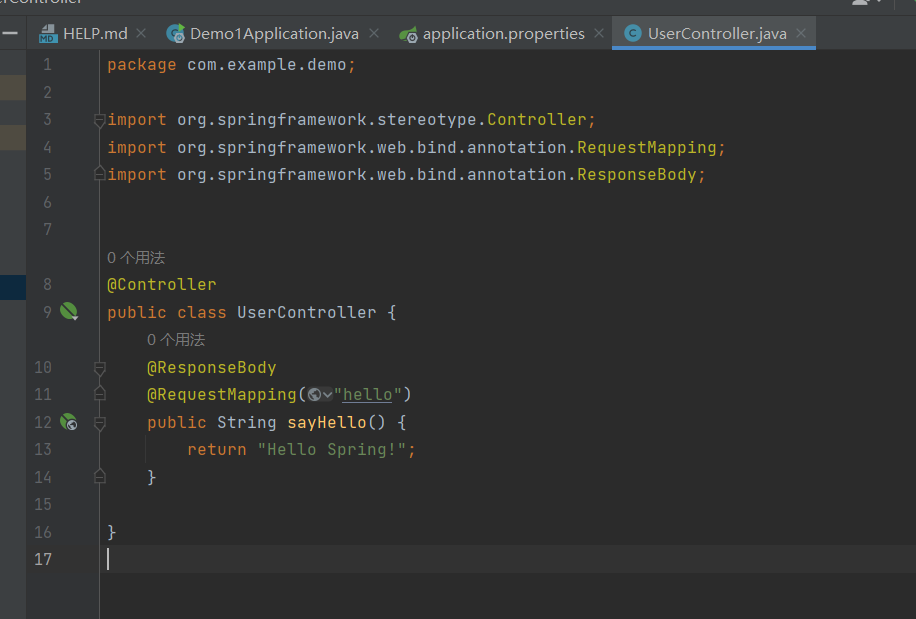 HELP.md Demo1Application.java application.properties UserController.java
1 package com.example.demo;
2
3 import org.springframework.stereotype.Controller;
4 import org.springframework.web.bind.annotation.RequestMapping;
5 import org.springframework.web.bind.annotation.ResponseBody;
6
7
0 个用法
8 @Controller
9 public class UserController {
0 个用法
10 @ResponseBody
11 @RequestMapping("hello")
12 public String sayHello() {
13 return "Hello Spring!";
14 }
15
16 }
17